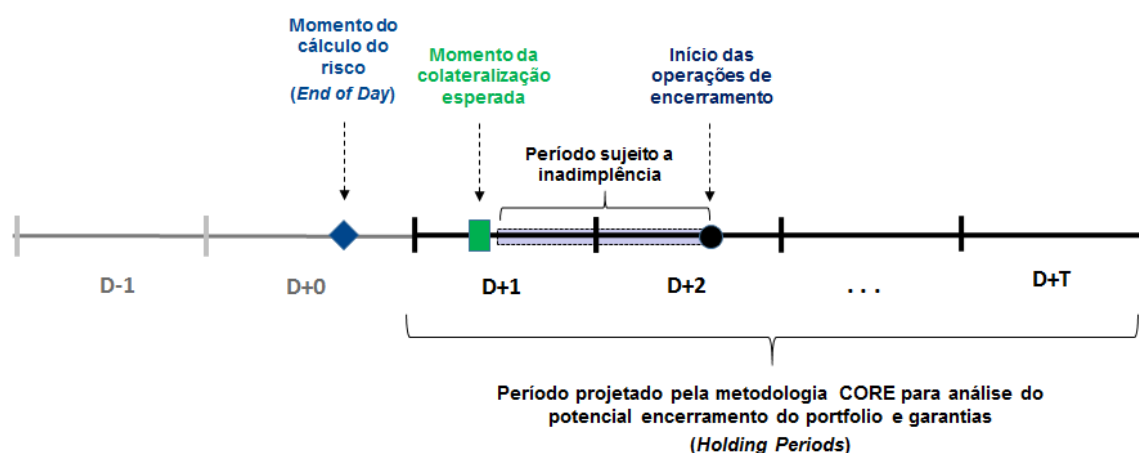 Momento do
cálculo do
risco
(End of Day)
Momento da
colateralização
esperada
Início das
operações de
encerramento
Período sujeito a
inadimplência
D-1
D+0
D+1
D+2
. . .
D+T
Período projetado pela metodologia CORE para análise do
potencial encerramento do portfolio e garantias
(Holding Periods)